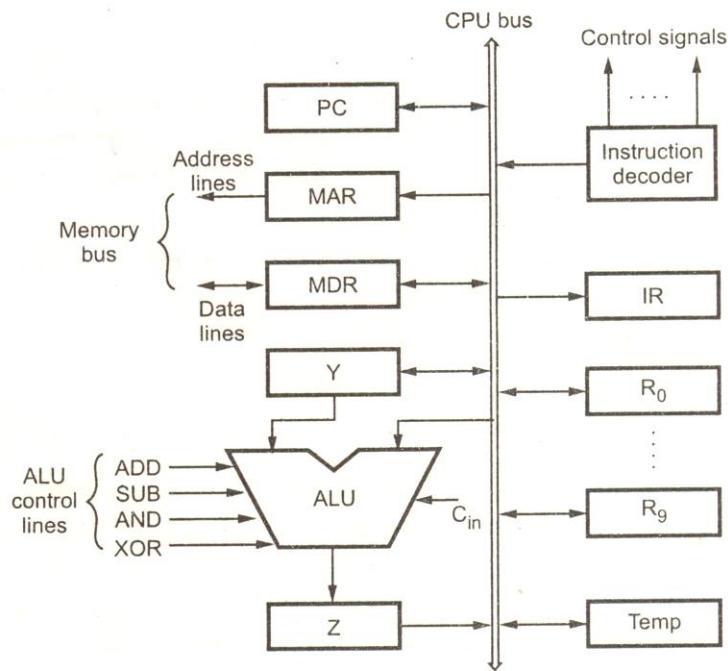 CPU bus
Control signals
. . . .
PC
Instruction
decoder
Address
lines
MAR
Memory
bus
MDR
IR
Data
lines
Y
R0
. . . . .
ALU
control
lines
ADD
SUB
AND
XOR
ALU
Cin
R9
Z
Temp